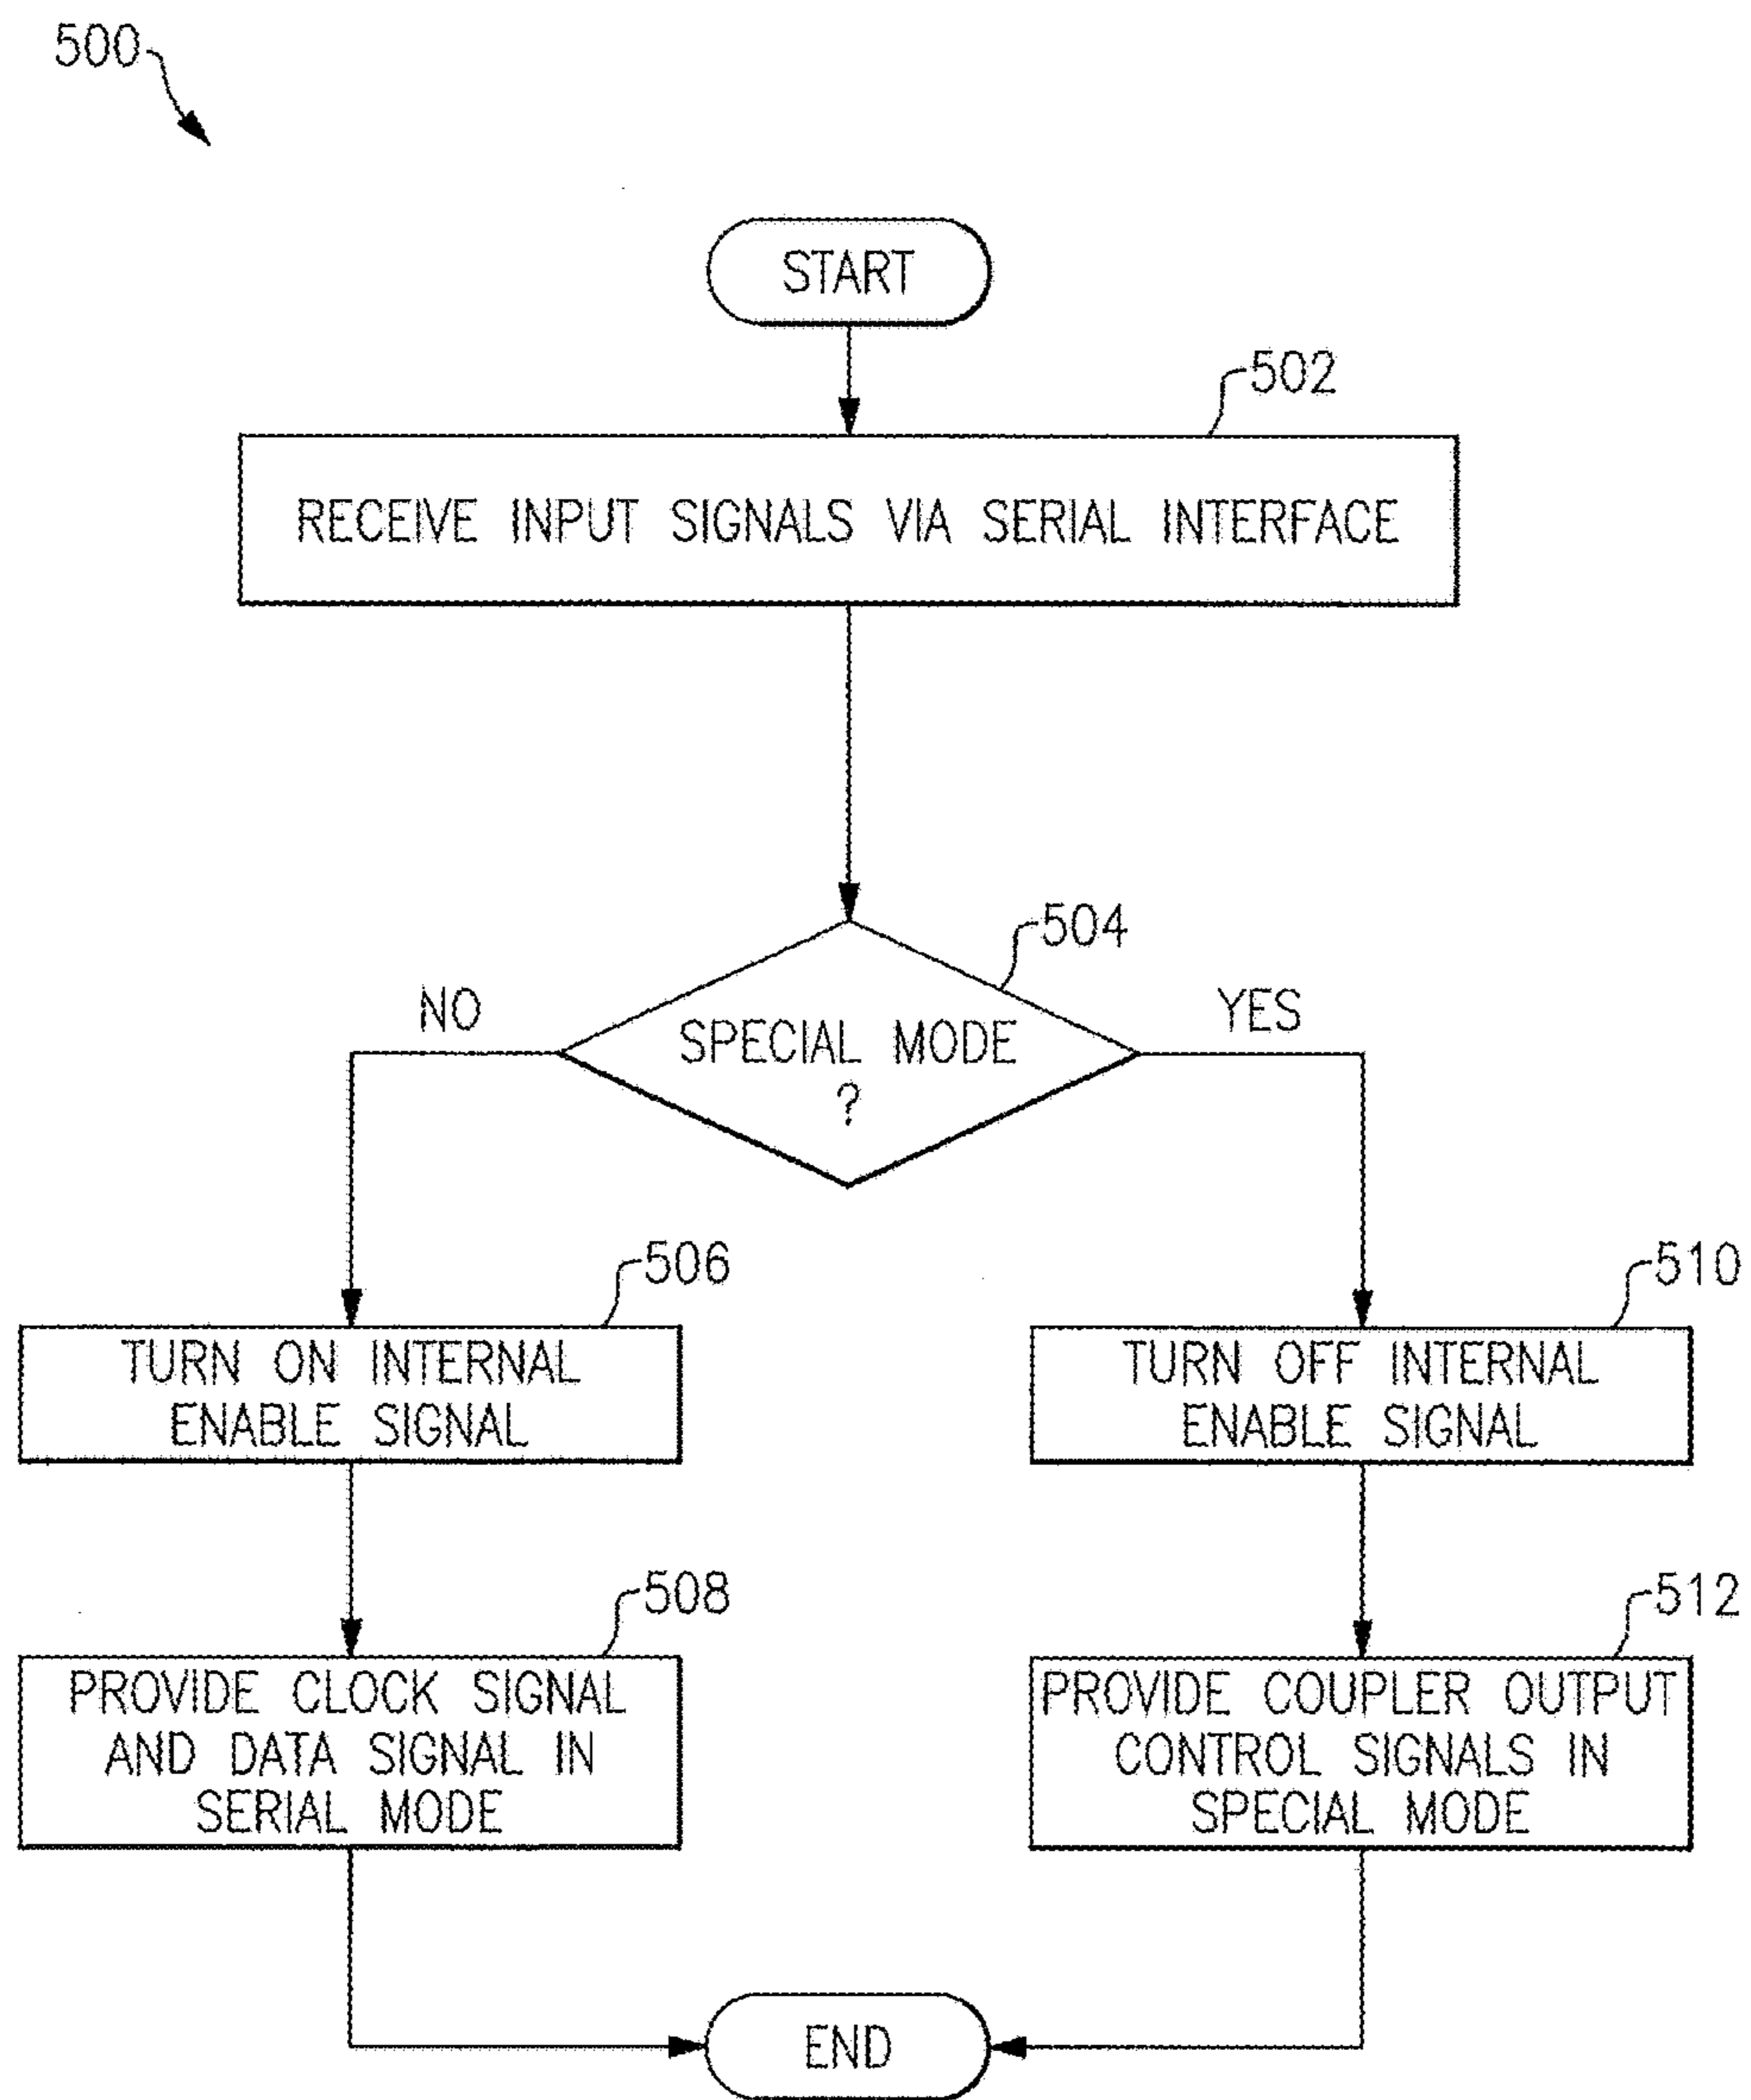 500
START
502
RECEIVE INPUT SIGNALS VIA SERIAL INTERFACE
504
NO
YES
SPECIAL MODE
?
506
TURN ON INTERNAL
ENABLE SIGNAL
510
TURN OFF INTERNAL
ENABLE SIGNAL
508
PROVIDE CLOCK SIGNAL
AND DATA SIGNAL IN
SERIAL MODE
512
PROVIDE COUPLER OUTPUT
CONTROL SIGNALS IN
SPECIAL MODE
END